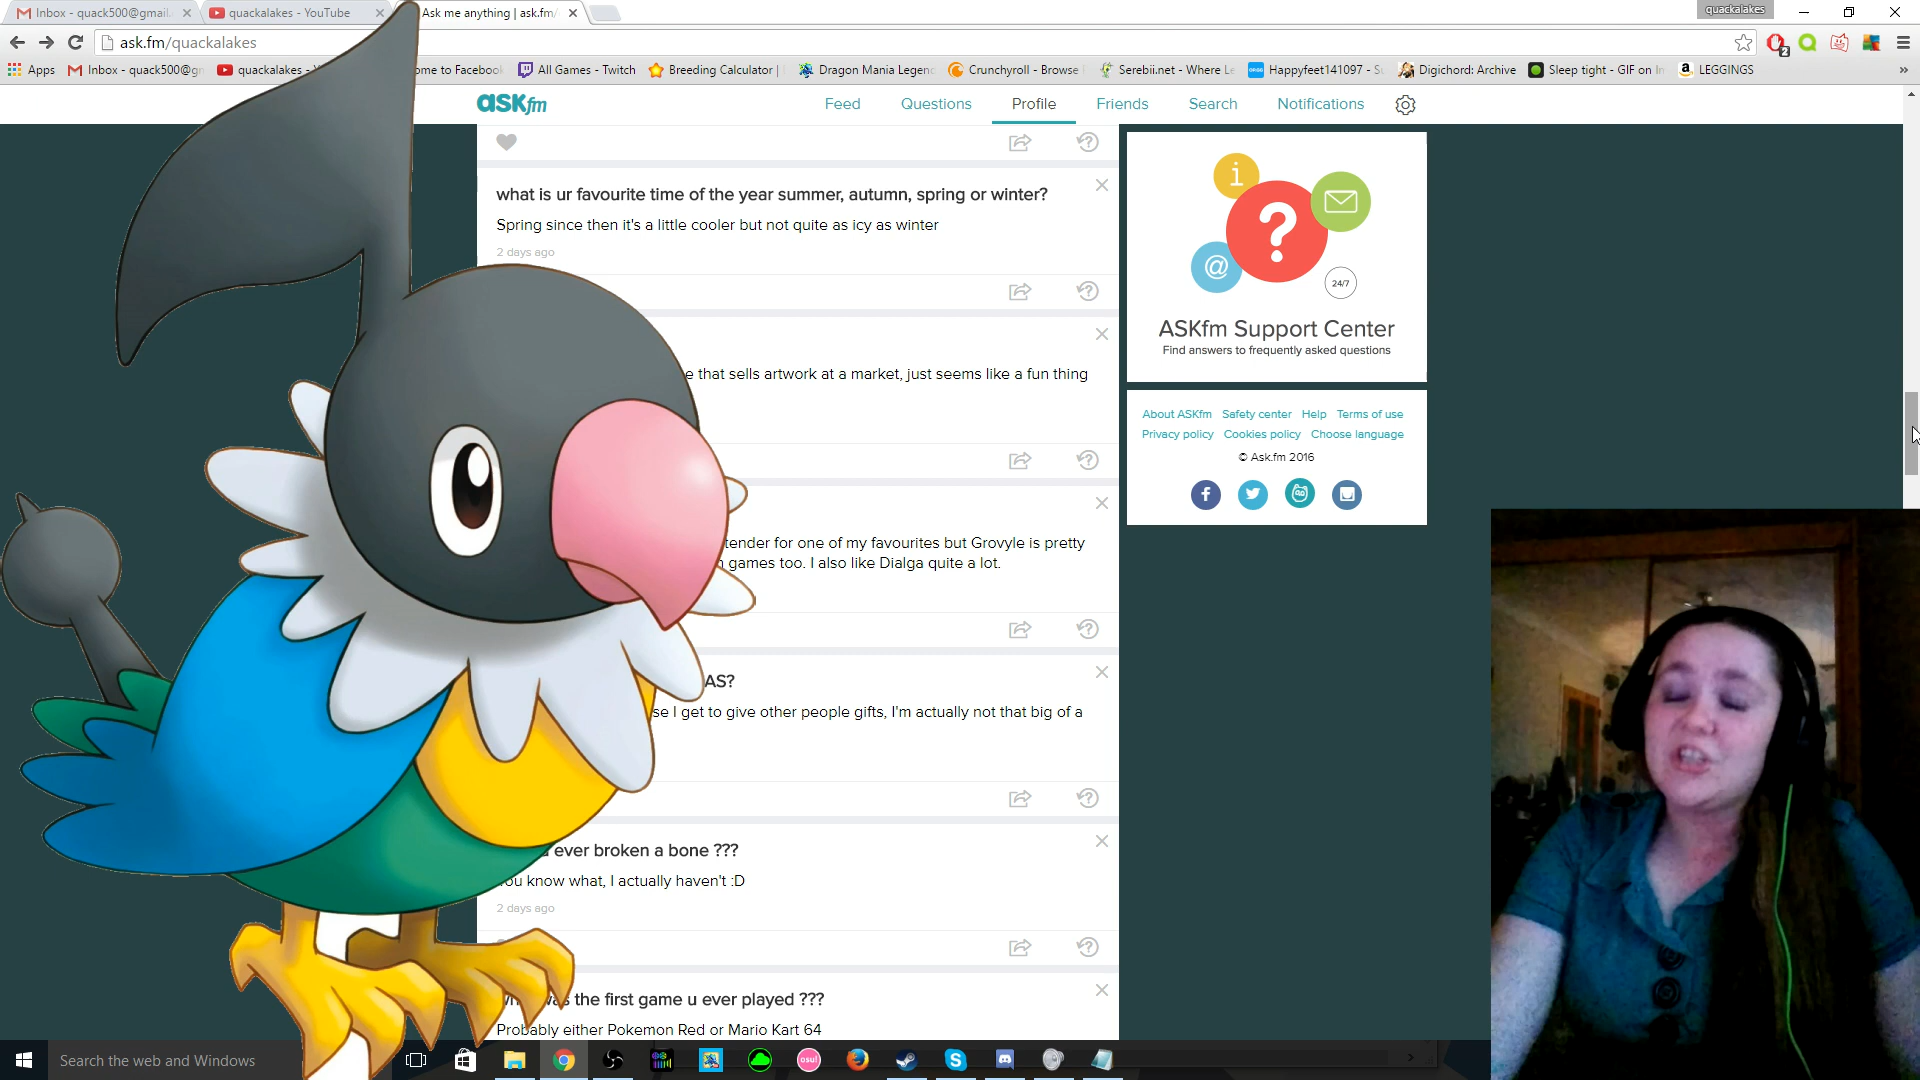 Inbox - quack500@gmail.
quackalakes - YouTube
Ask me anything | ask.fm/
quackalakes
ask.fm/quackalakes
2
Apps
Inbox - quack500@g
quackalakes -
ome to Facebook
All Games - Twitch
Breeding Calculator |
Dragon Mania Legend
Crunchyroll - Browse
Serebii.net - Where Le
Happyfeet141097 - S
Digichord: Archive
Sleep tight - GIF on Im
LEGGINGS
»
ASKfm
Feed
Questions
Profile
Friends
Search
Notifications
what is ur favourite time of the year summer, autumn, spring or winter?
Spring since then it's a little cooler but not quite as icy as winter
2 days ago
e that sells artwork at a market, just seems like a fun thing
tender for one of my favourites but Grovyle is pretty
games too. I also like Dialga quite a lot.
AS?
se I get to give other people gifts, I'm actually not that big of a
ever broken a bone ???
you know what, I actually haven't :D
2 days ago
was the first game u ever played ???
Probably either Pokemon Red or Mario Kart 64
i
?
@
24/7
ASKfm Support Center
Find answers to frequently asked questions
About ASKfm Safety center Help Terms of use
Privacy policy Cookies policy Choose language
© Ask.fm 2016
Search the web and Windows
osu!